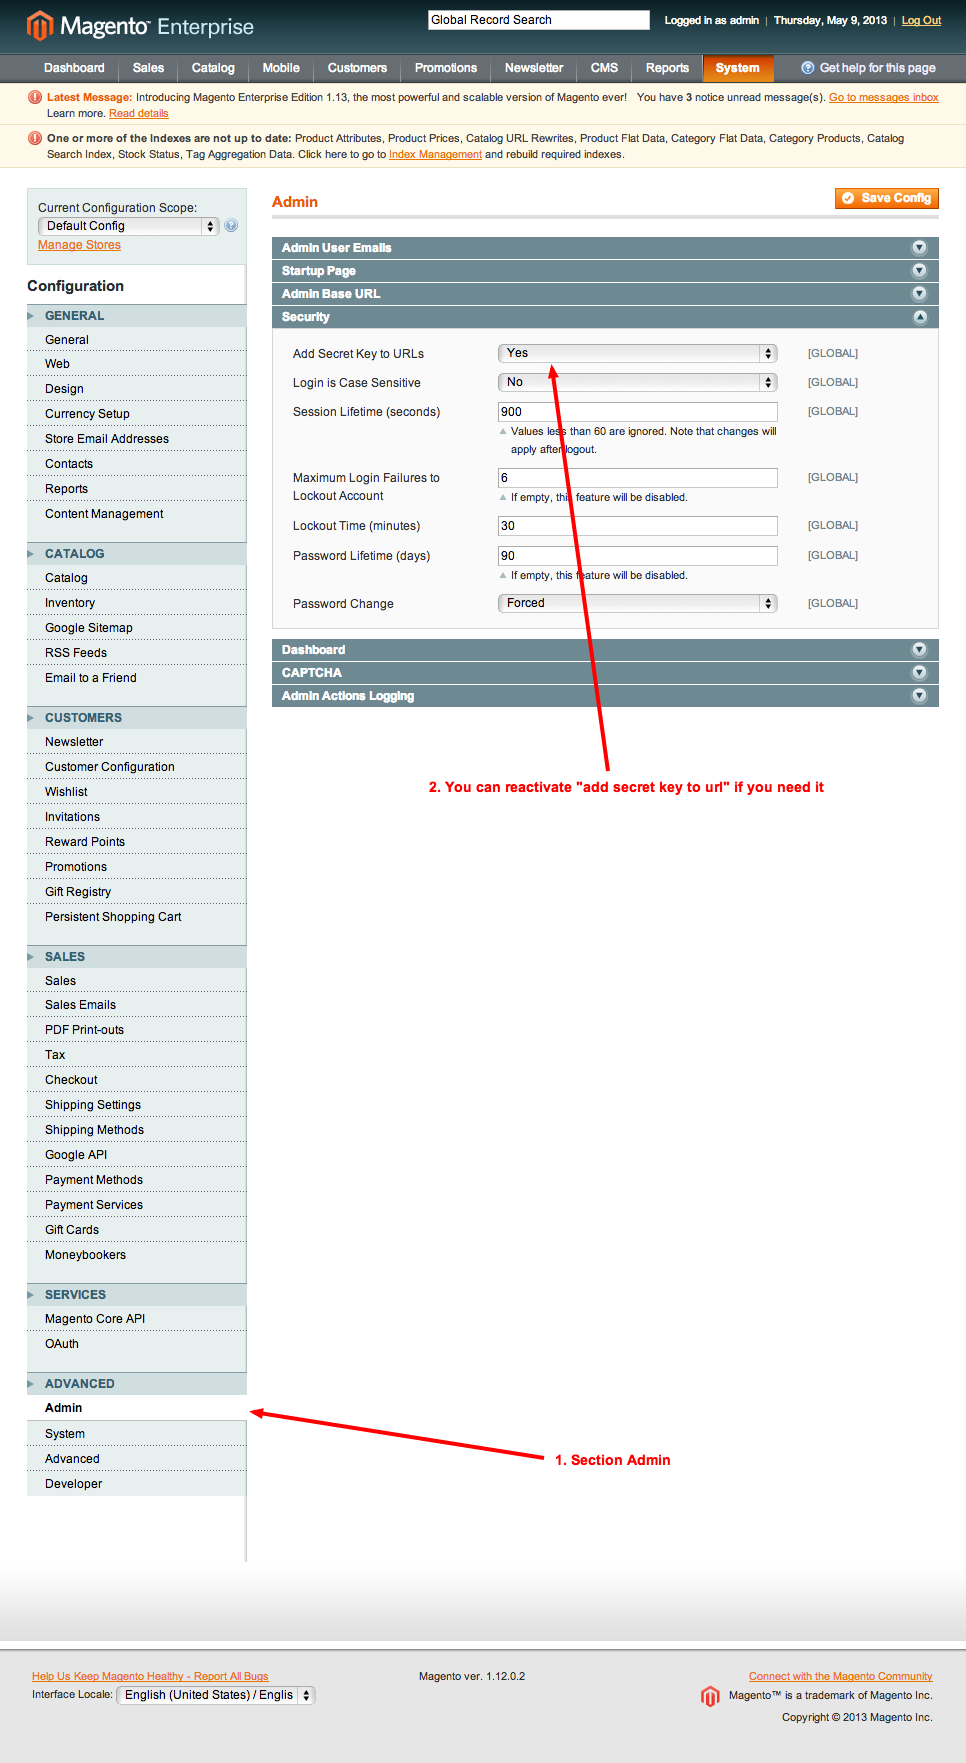 Magento™ Enterprise
Global Record Search
Logged in as admin | Thursday, May 9, 2013 | Log Out
Dashboard Sales Catalog Mobile Customers Promotions Newsletter CMS Reports System Get help for this page
Latest Message: Introducing Magento Enterprise Edition 1.13, the most powerful and scalable version of Magento ever! You have 3 notice unread message(s). Go to messages inbox
Learn more. Read details
One or more of the Indexes are not up to date: Product Attributes, Product Prices, Catalog URL Rewrites, Product Flat Data, Category Flat Data, Category Products, Catalog
Search Index, Stock Status, Tag Aggregation Data. Click here to go to Index Management and rebuild required indexes.
Current Configuration Scope:
Default Config
Manage Stores
Configuration
GENERAL
General
Web
Design
Currency Setup
Store Email Addresses
Contacts
Reports
Content Management
CATALOG
Catalog
Inventory
Google Sitemap
RSS Feeds
Email to a Friend
CUSTOMERS
Newsletter
Customer Configuration
Wishlist
Invitations
Reward Points
Promotions
Gift Registry
Persistent Shopping Cart
SALES
Sales
Sales Emails
PDF Print-outs
Tax
Checkout
Shipping Settings
Shipping Methods
Google API
Payment Methods
Payment Services
Gift Cards
Moneybookers
SERVICES
Magento Core API
OAuth
ADVANCED
Admin
System
Advanced
Developer
Admin
Save Config
Admin User Emails
Startup Page
Admin Base URL
Security
Add Secret Key to URLs Yes [GLOBAL]
Login is Case Sensitive No [GLOBAL]
Session Lifetime (seconds) 900 [GLOBAL]
Values less than 60 are ignored. Note that changes will
apply after logout.
Maximum Login Failures to
Lockout Account 6 [GLOBAL]
If empty, this feature will be disabled.
Lockout Time (minutes) 30 [GLOBAL]
Password Lifetime (days) 90 [GLOBAL]
If empty, this feature will be disabled.
Password Change Forced [GLOBAL]
Dashboard
CAPTCHA
Admin Actions Logging
2. You can reactivate "add secret key to url" if you need it
1. Section Admin
Help Us Keep Magento Healthy - Report All Bugs
Interface Locale: English (United States) / Englis
Magento ver. 1.12.0.2
Connect with the Magento Community
Magento™ is a trademark of Magento Inc.
Copyright © 2013 Magento Inc.